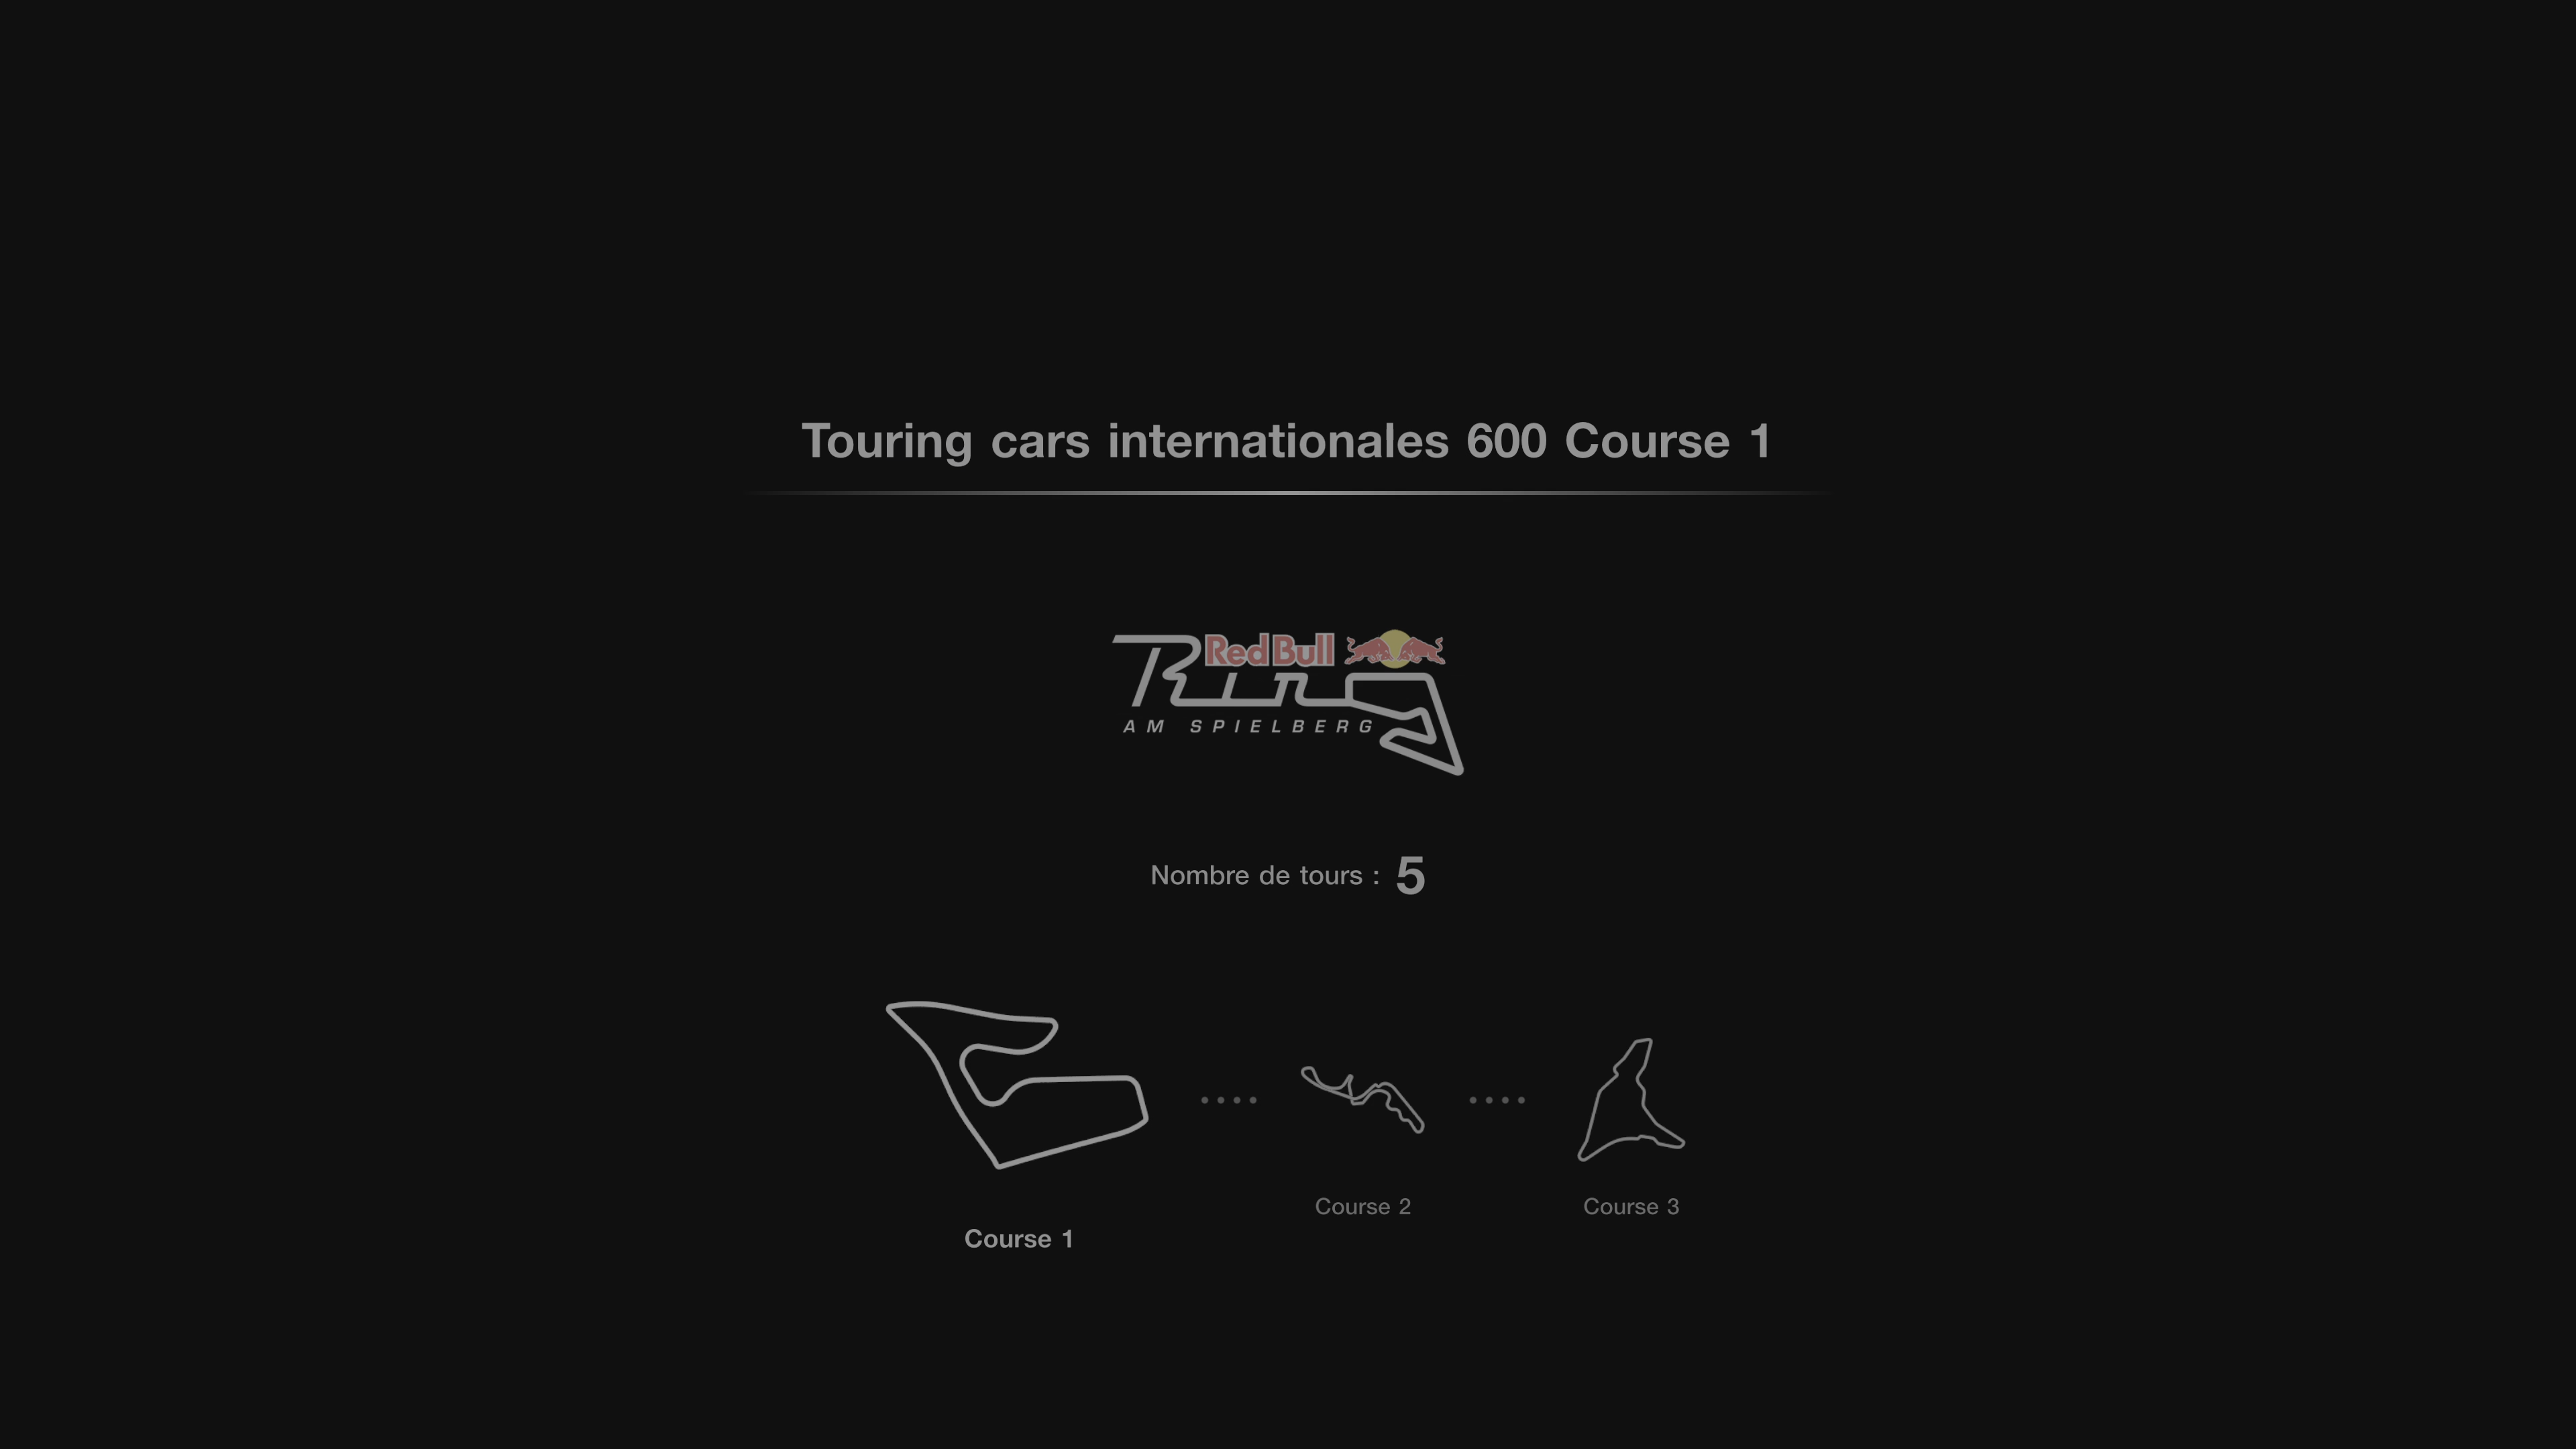 Touring cars internationales 600 Course 1
Red Bull
Ring
AM SPIELBERG
Nombre de tours : 5
Course 2
Course 3
Course 1